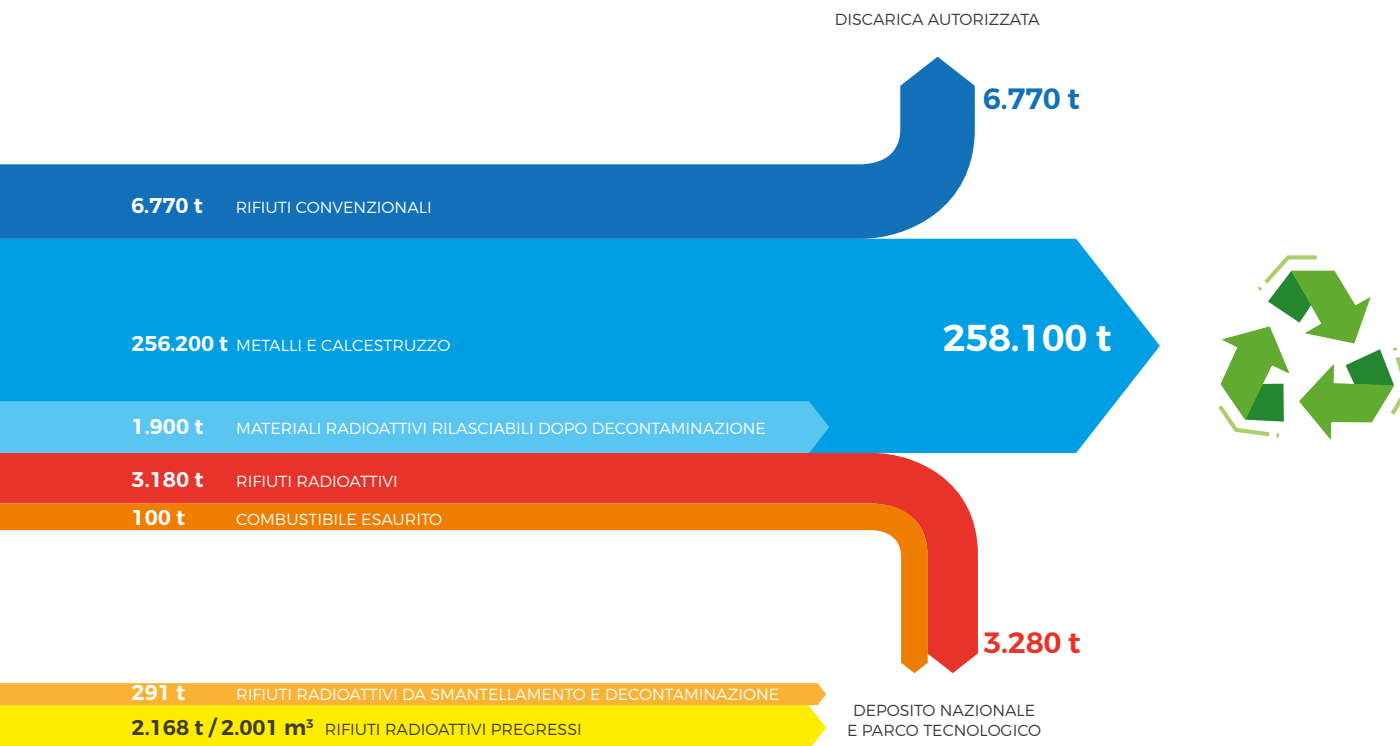 DISCARICA AUTORIZZATA
6.770 t
6.770 t RIFIUTI CONVENZIONALI
258.100 t
256.200 t METALLI E CALCESTRUZZO
1.900 t MATERIALI RADIOATTIVI RILASCIABILI DOPO DECONTAMINAZIONE
3.180 t RIFIUTI RADIOATTIVI
100 t COMBUSTIBILE ESAURITO
3.280 t
291 t RIFIUTI RADIOATTIVI DA SMANTELLAMENTO E DECONTAMINAZIONE
2.168 t / 2.001 m³ RIFIUTI RADIOATTIVI PREGRESSI
DEPOSITO NAZIONALE
E PARCO TECNOLOGICO